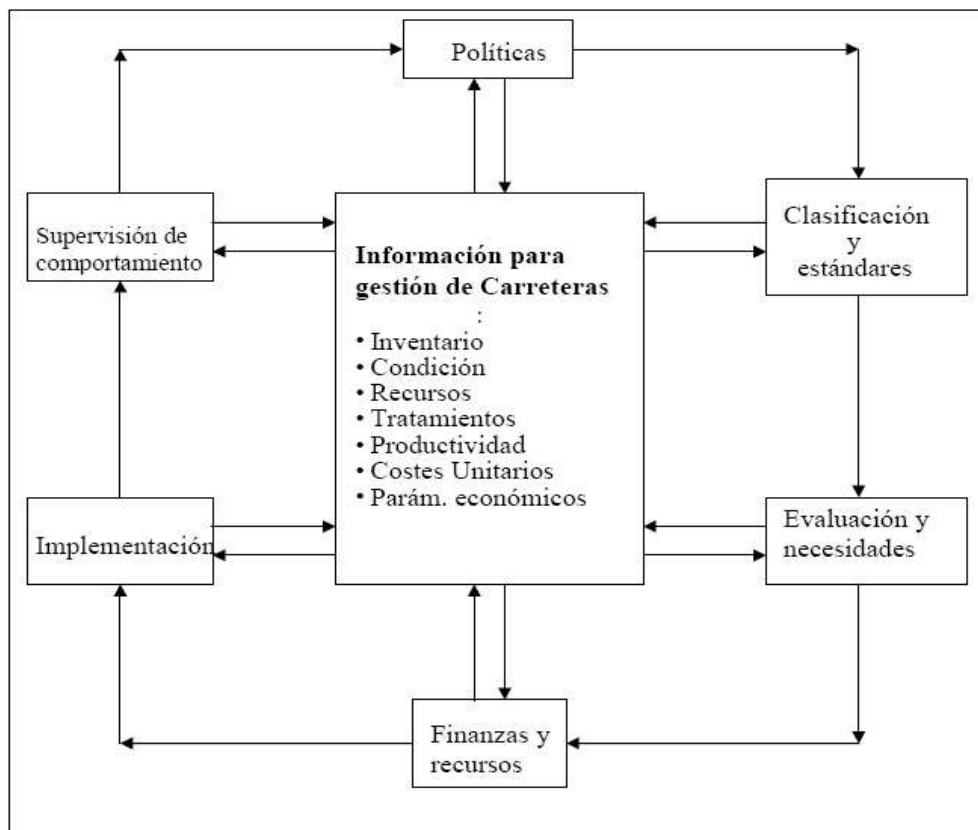 Políticas
Supervisión de
comportamiento
Información para
gestión de Carreteras
:
• Inventario
• Condición
• Recursos
• Tratamientos
• Productividad
• Costes Unitarios
• Parám. económicos
Clasificación
y
estándares
Implementación
Evaluación y
necesidades
Finanzas y
recursos